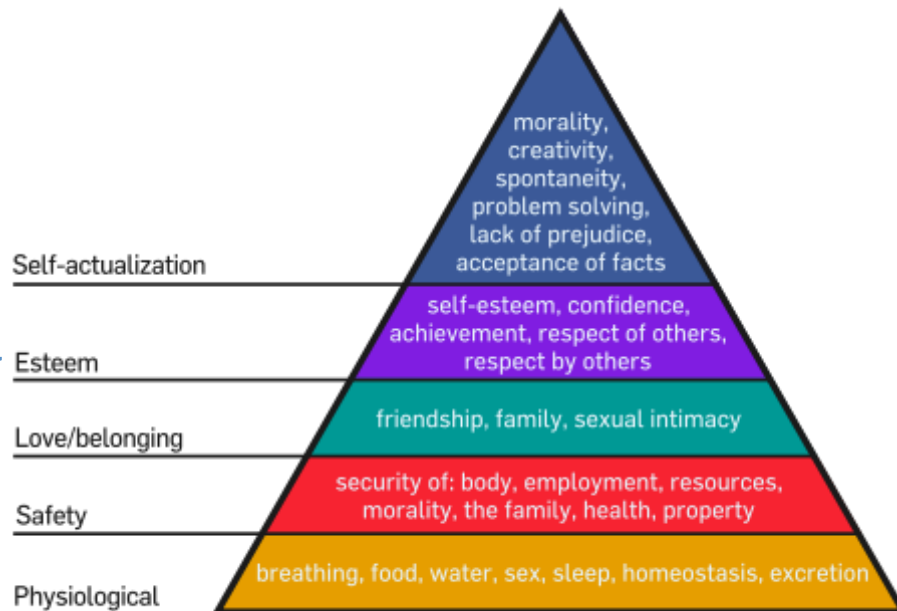 morality,
creativity,
spontaneity,
problem solving,
lack of prejudice,
acceptance of facts
Self-actualization
self-esteem, confidence,
achievement, respect of others,
respect by others
Esteem
friendship, family, sexual intimacy
Love/belonging
security of: body, employment, resources,
morality, the family, health, property
Safety
breathing, food, water, sex, sleep, homeostasis, excretion
Physiological